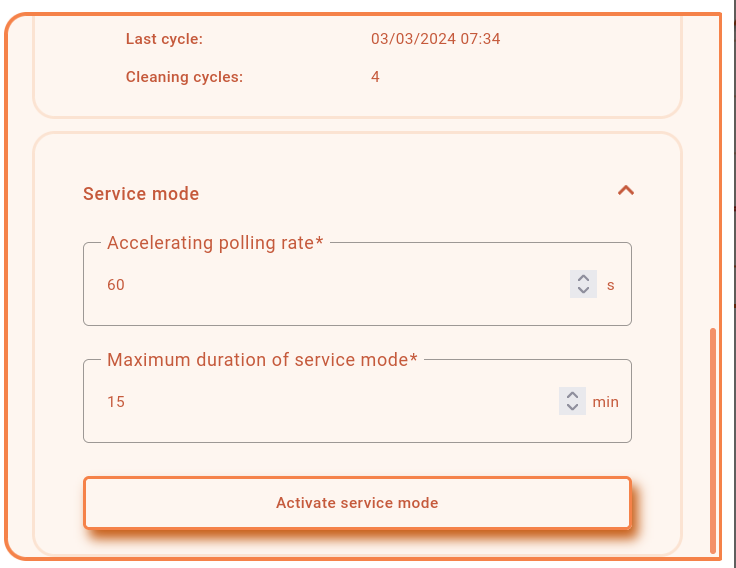 Last cycle: 03/03/2024 07:34
Cleaning cycles: 4
Service mode
Accelerating polling rate*
60 s
Maximum duration of service mode*
15 min
Activate service mode